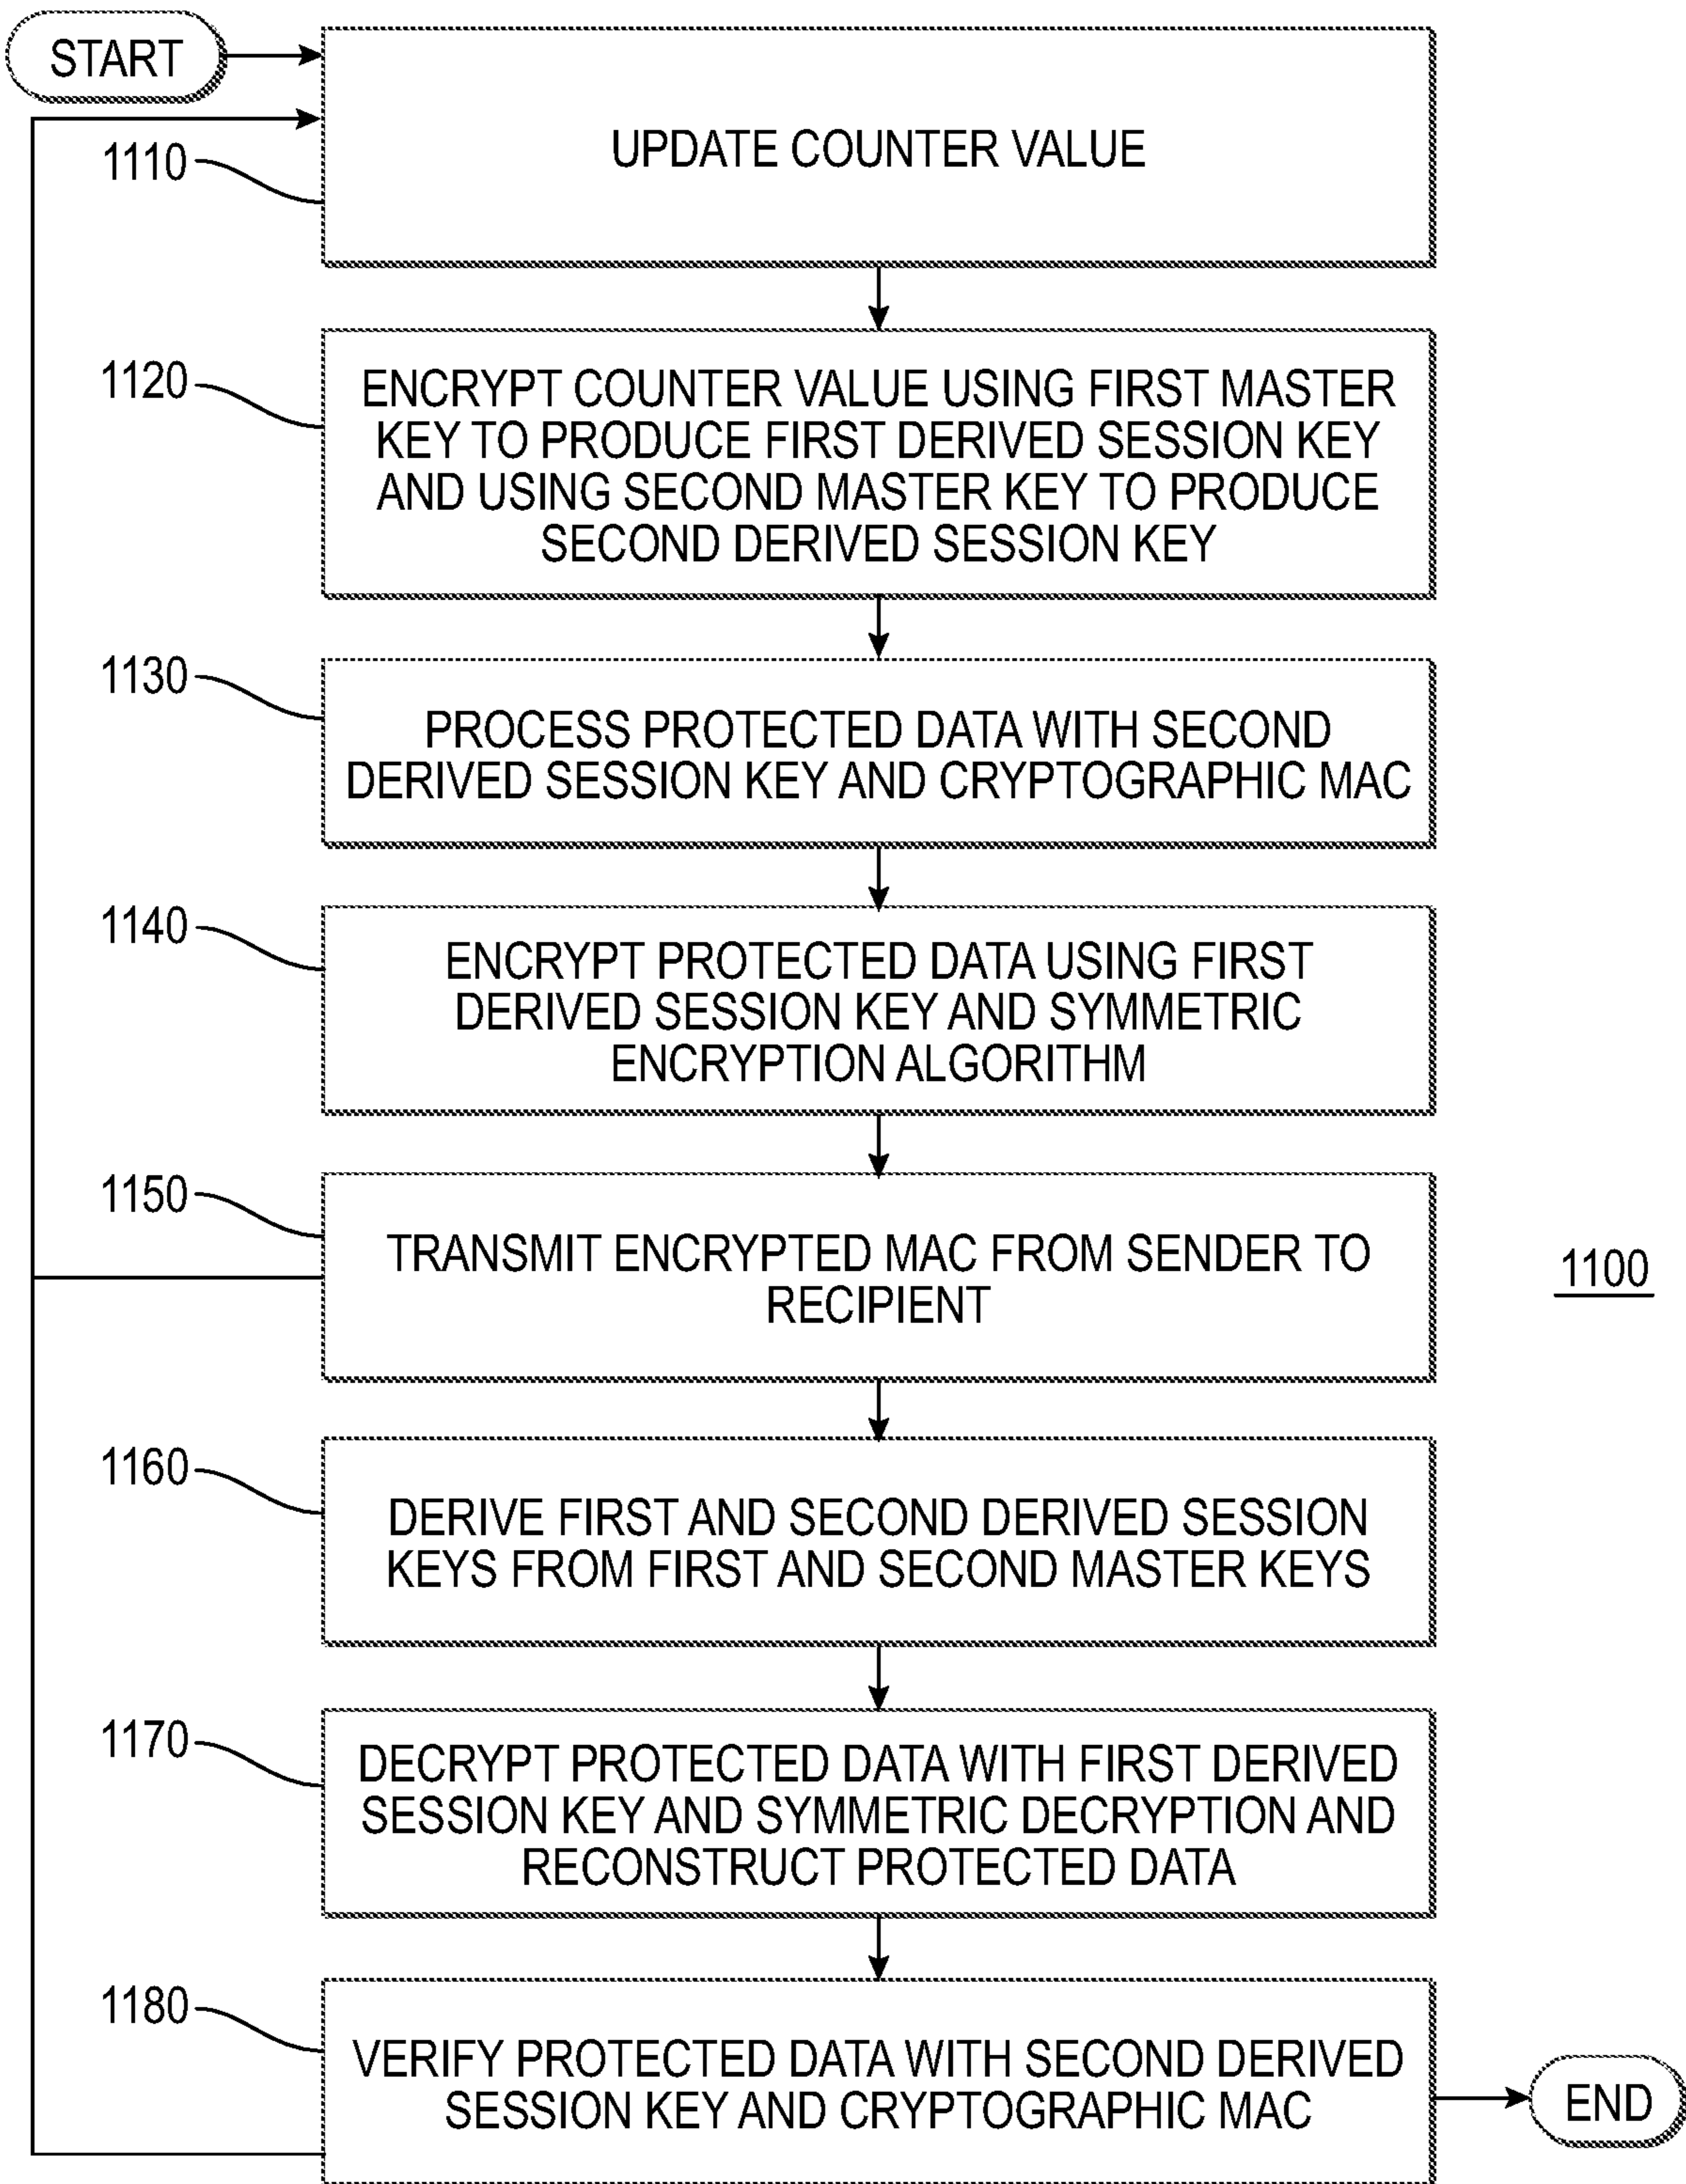 START
UPDATE COUNTER VALUE
1110
1120
ENCRYPT COUNTER VALUE USING FIRST MASTER
KEY TO PRODUCE FIRST DERIVED SESSION KEY
AND USING SECOND MASTER KEY TO PRODUCE
SECOND DERIVED SESSION KEY
1130
PROCESS PROTECTED DATA WITH SECOND
DERIVED SESSION KEY AND CRYPTOGRAPHIC MAC
1140
ENCRYPT PROTECTED DATA USING FIRST
DERIVED SESSION KEY AND SYMMETRIC
ENCRYPTION ALGORITHM
1150
TRANSMIT ENCRYPTED MAC FROM SENDER TO
RECIPIENT
1100
1160
DERIVE FIRST AND SECOND DERIVED SESSION
KEYS FROM FIRST AND SECOND MASTER KEYS
1170
DECRYPT PROTECTED DATA WITH FIRST DERIVED
SESSION KEY AND SYMMETRIC DECRYPTION AND
RECONSTRUCT PROTECTED DATA
1180
VERIFY PROTECTED DATA WITH SECOND DERIVED
SESSION KEY AND CRYPTOGRAPHIC MAC
END